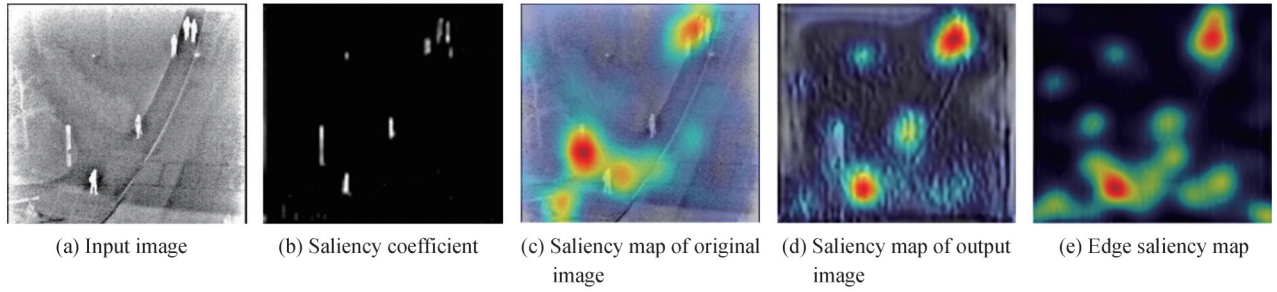 (a) Input image
(b) Saliency coefficient
(c) Saliency map of original
image
(d) Saliency map of output
image
(e) Edge saliency map